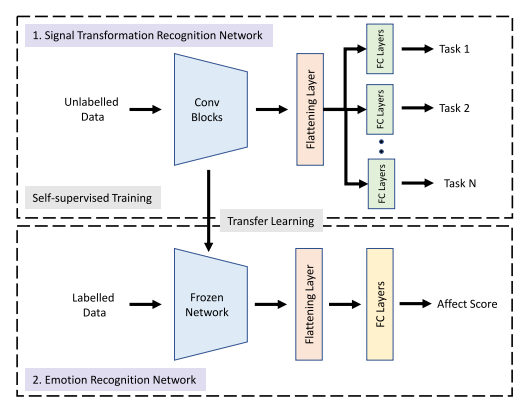 1. Signal Transformation Recognition Network
Unlabelled
Data
Conv
Blocks
Flattening Layer
FC Layers
Task 1
FC Layers
Task 2
FC Layers
Task N
Self-supervised Training
Transfer Learning
Labelled
Data
Frozen
Network
Flattening Layer
FC Layers
Affect Score
2. Emotion Recognition Network